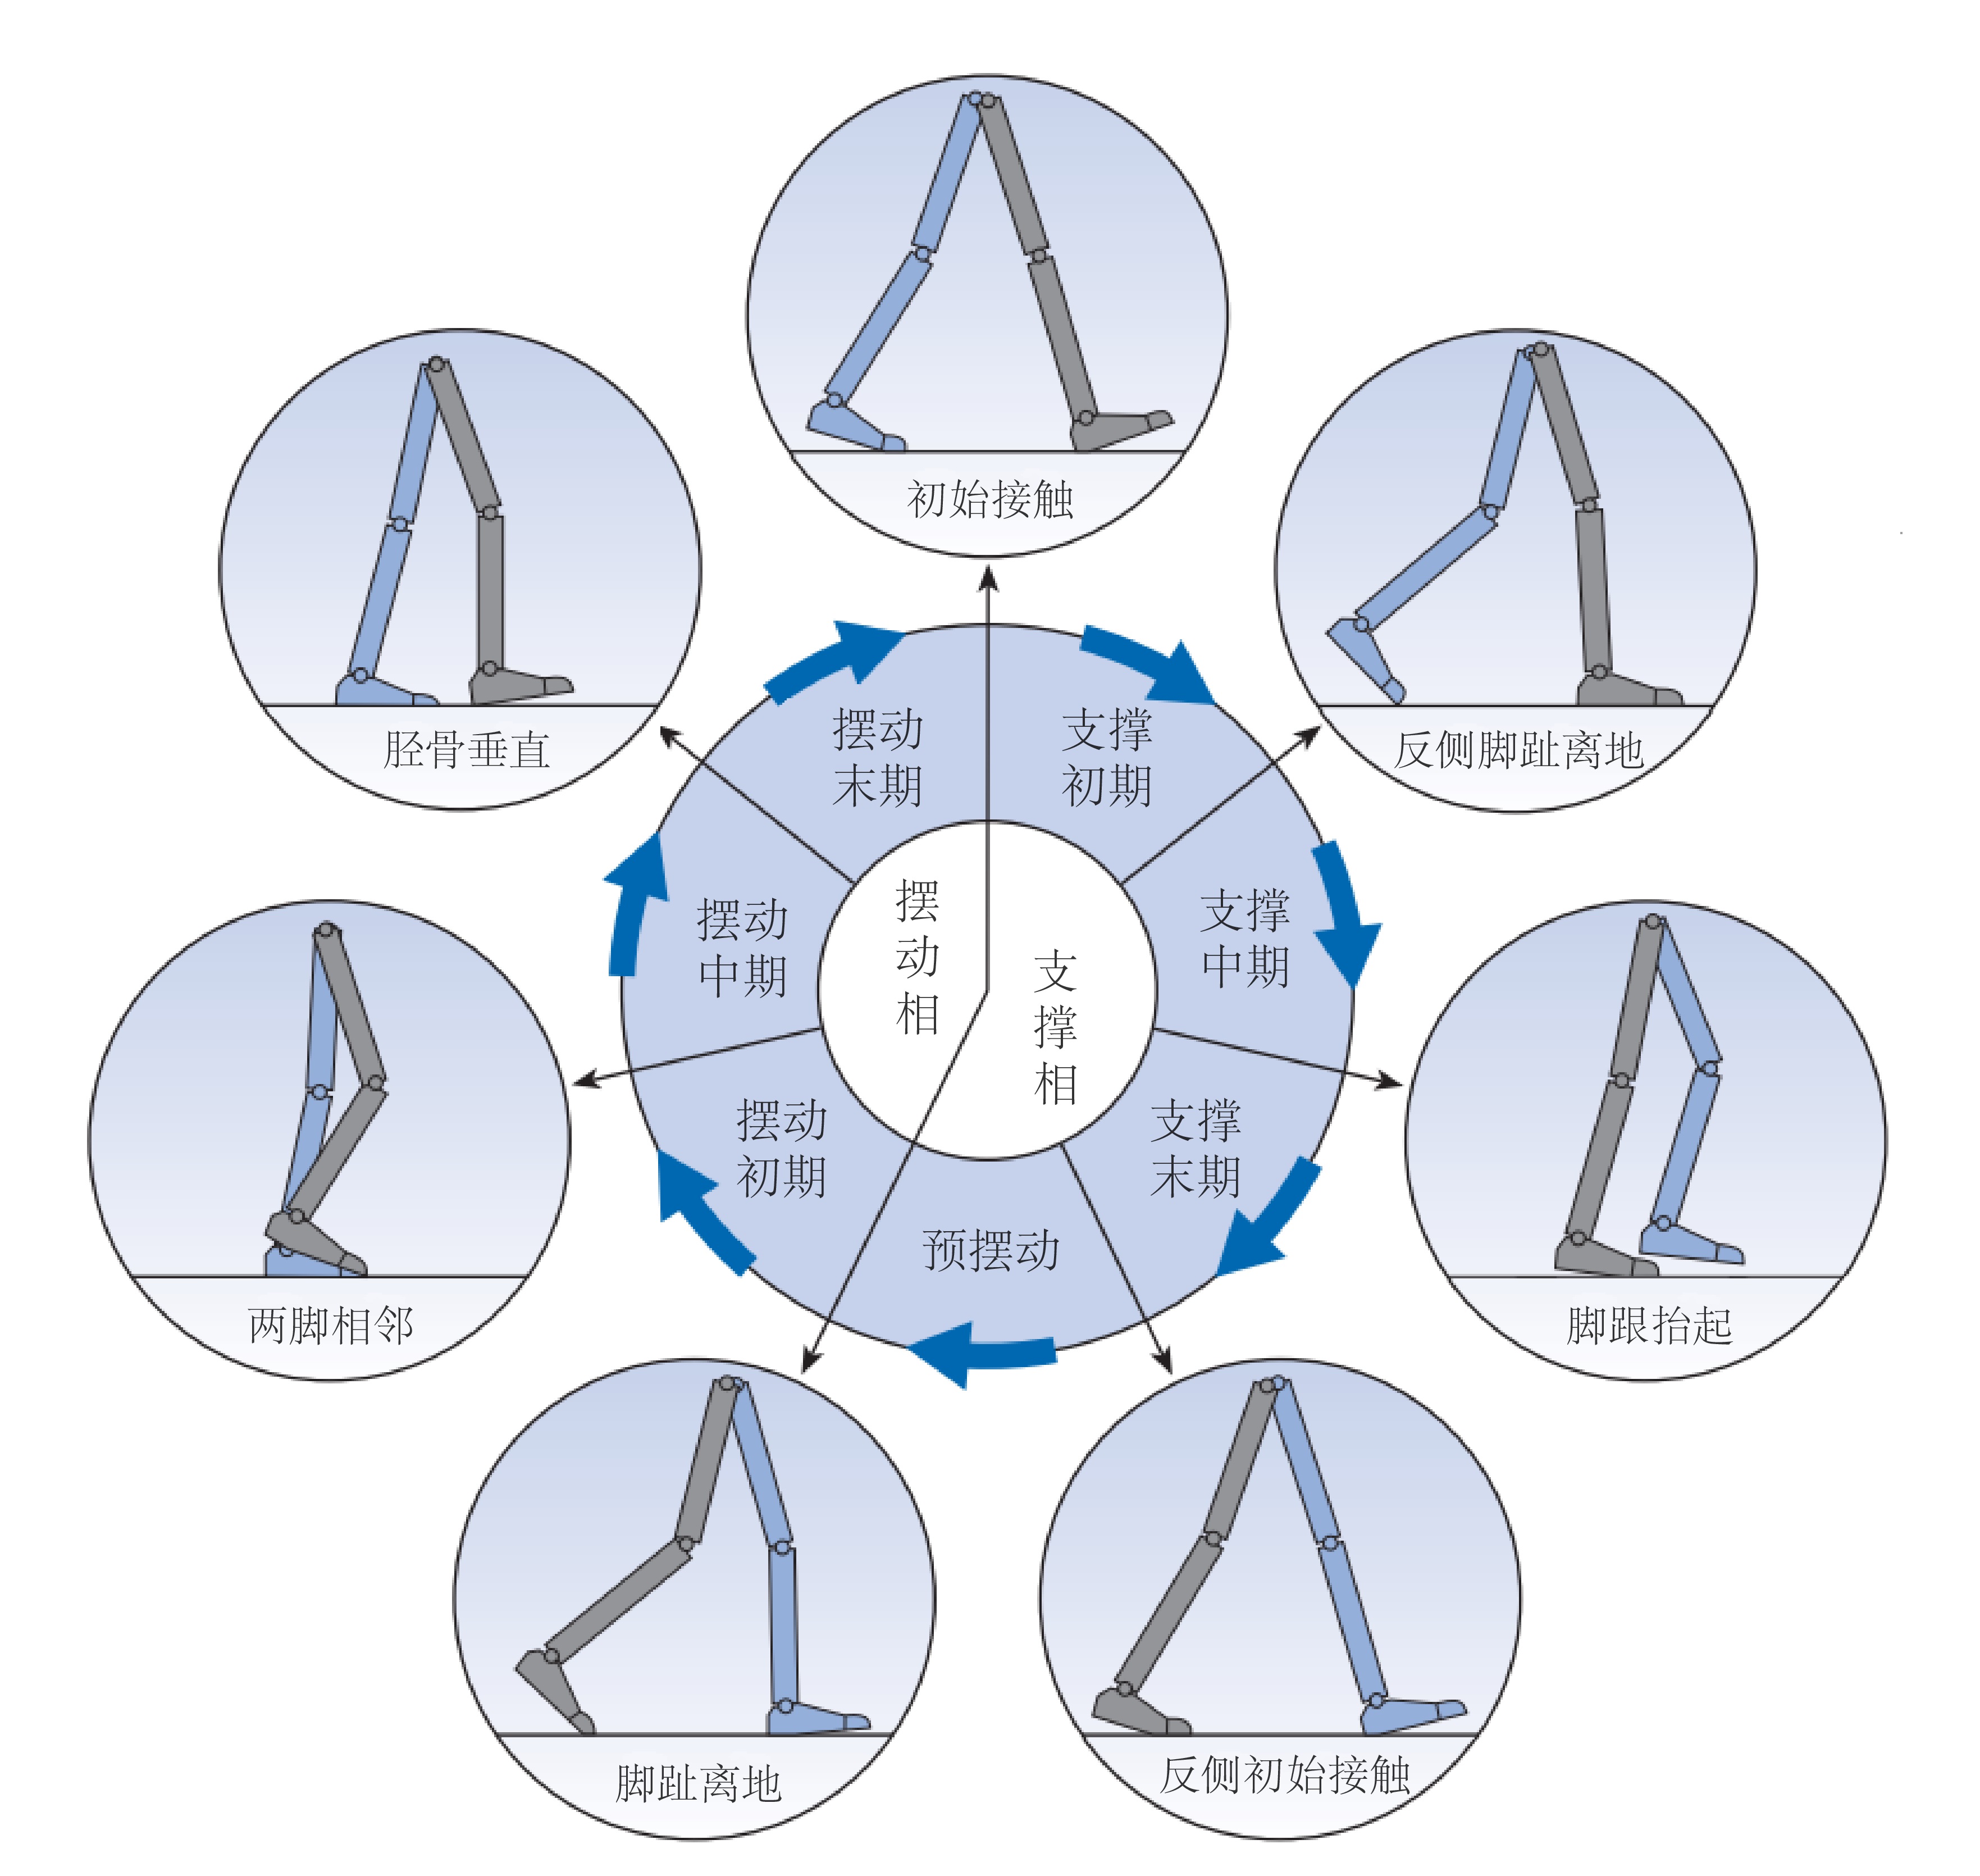 初始接触
胫骨垂直
反侧脚趾离地
摆动
末期
支撑
初期
摆动
中期
摆
动
相
支
撑
相
支撑
中期
摆动
初期
支撑
末期
预摆动
两脚相邻
脚跟抬起
脚趾离地
反侧初始接触